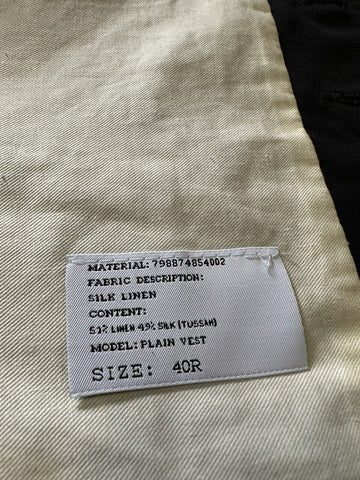 MATERIAL: 798874854002
FABRIC DESCRIPTION:
SILK LINEN
CONTENT:
51% LINEN 49% SILK (TUSSAH)
MODEL: PLAIN VEST
SIZE: 40R